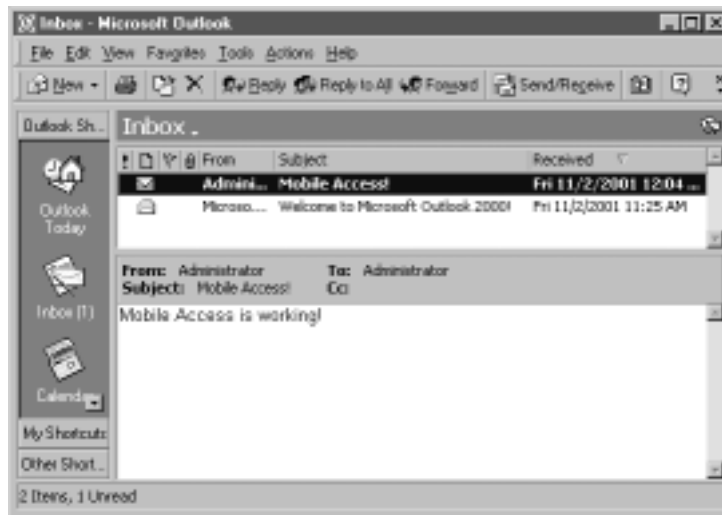 Inbox - Microsoft Outlook
File Edit View Favorites Tools Actions Help
New Reply Reply to All Forward Send/Receive
Outlook Sh... Inbox .
! From Subject Received
Admini... Mobile Access! Fri 11/2/2001 12:04 ...
Microso.... Welcome to Microsoft Outlook 2000! Fri 11/2/2001 11:25 AM
Outlook
Today
From: Administrator To: Administrator
Subject: Mobile Access! Cc:
Inbox (1)
Mobile Access is working!
Calendar
My Shortcuts
Other Short...
2 Items, 1 Unread